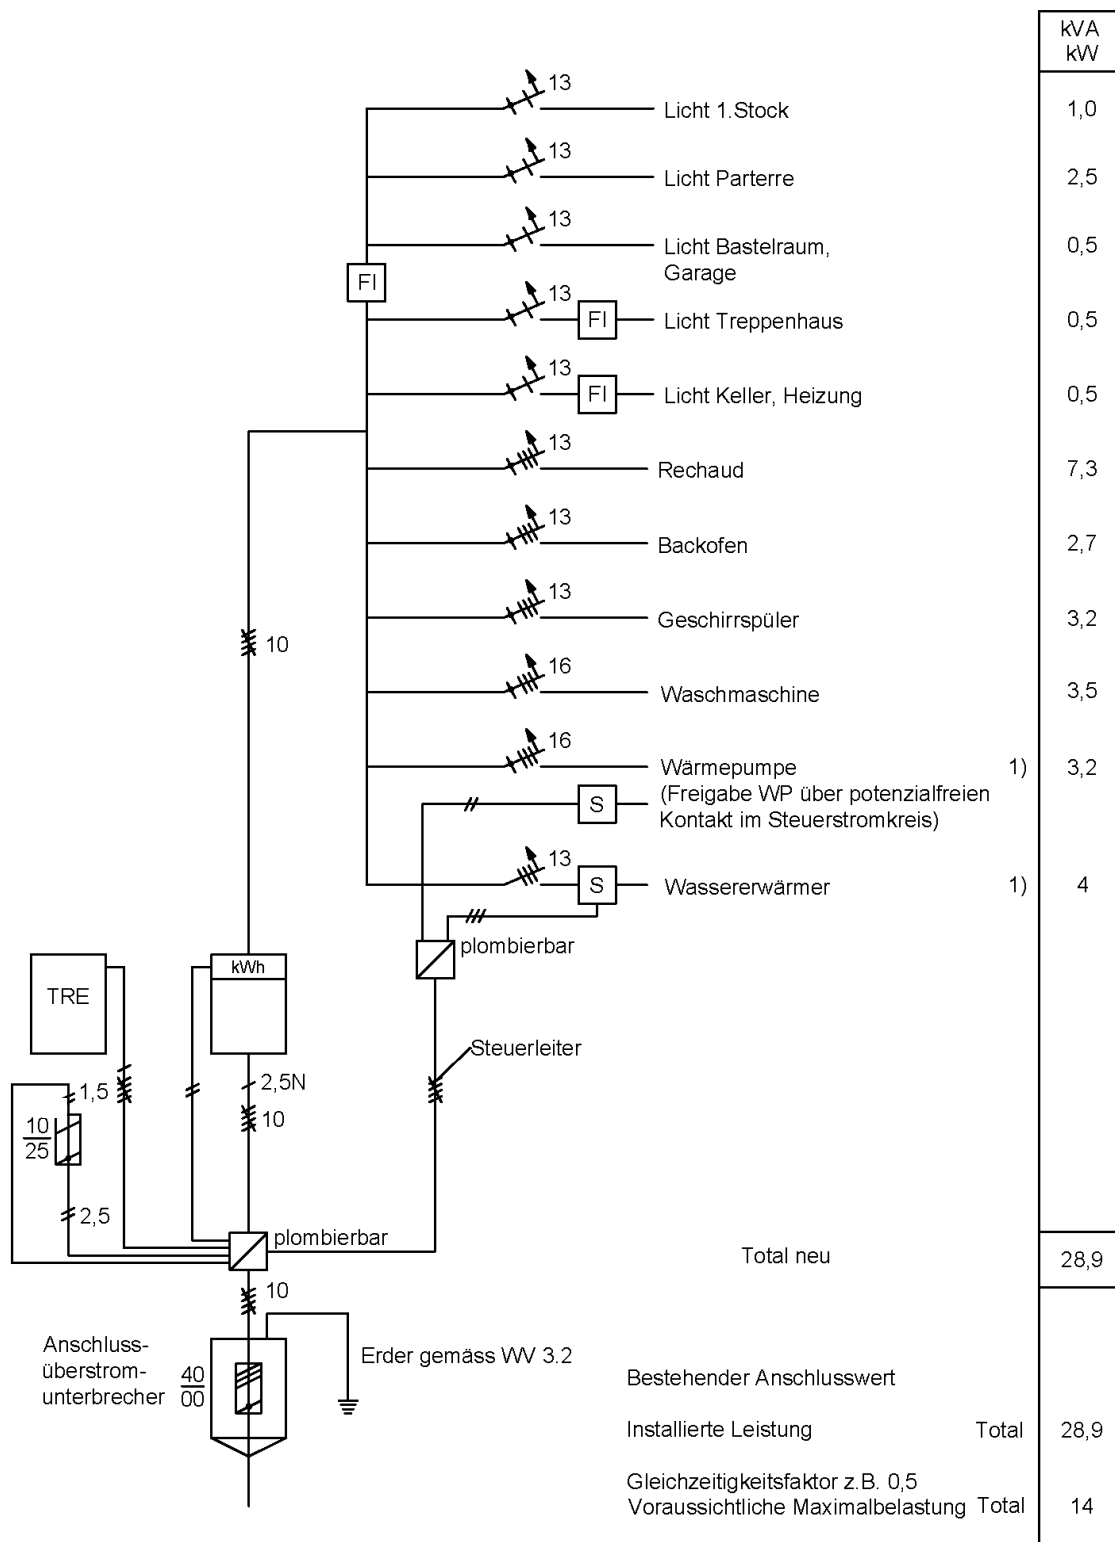 kVA
kW
13
Licht 1.Stock 1,0
13
Licht Parterre 2,5
13
Licht Bastelraum, 0,5
Garage
FI
13
FI Licht Treppenhaus 0,5
13
FI Licht Keller, Heizung 0,5
13
Rechaud 7,3
13
Backofen 2,7
13
Geschirrspüler 3,2
10
16
Waschmaschine 3,5
16
Wärmepumpe 1) 3,2
(Freigabe WP über potenzialfreien
S
Kontakt im Steuerstromkreis)
13
S Wassererwärmer 1) 4
plombierbar
kWh
TRE
Steuerleiter
1,5
2,5N
10
10
25
2,5
plombierbar
Total neu 28,9
10
Anschluss-
überstrom-
unterbrecher
40
00
Erder gemäss WV 3.2
Bestehender Anschlusswert
Installierte Leistung Total 28,9
Gleichzeitigkeitsfaktor z.B. 0,5
Voraussichtliche Maximalbelastung Total 14